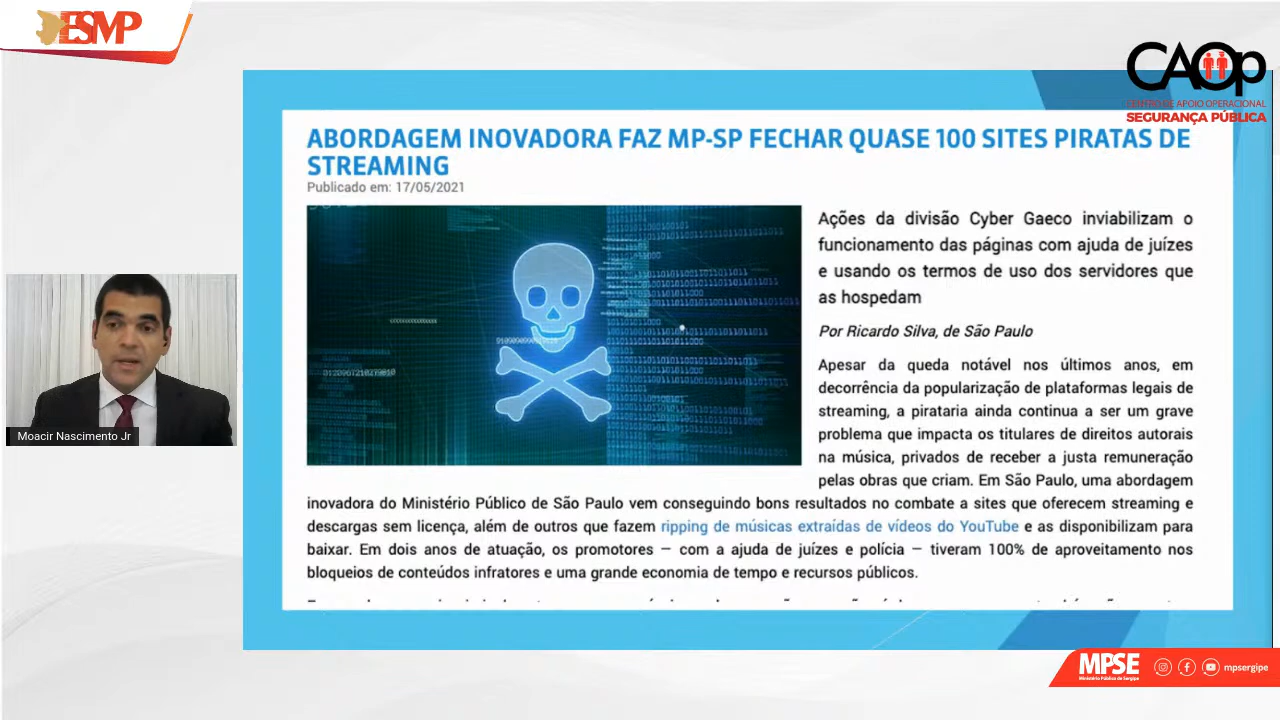 ESMP
CAOp
CENTRO DE APOIO OPERACIONAL
SEGURANÇA PÚBLICA
ABORDAGEM INOVADORA FAZ MP-SP FECHAR QUASE 100 SITES PIRATAS DE
STREAMING
Publicado em: 17/05/2021
Ações da divisão Cyber Gaeco inviabilizam o
funcionamento das páginas com ajuda de juízes
e usando os termos de uso dos servidores que
as hospedam
Por Ricardo Silva, de São Paulo
Apesar da queda notável nos últimos anos, em
decorrência da popularização de plataformas legais de
streaming, a pirataria ainda continua a ser um grave
problema que impacta os titulares de direitos autorais
na música, privados de receber a justa remuneração
pelas obras que criam. Em São Paulo, uma abordagem
inovadora do Ministério Público de São Paulo vem conseguindo bons resultados no combate a sites que oferecem streaming e
descargas sem licença, além de outros que fazem ripping de músicas extraídas de vídeos do YouTube e as disponibilizam para
baixar. Em dois anos de atuação, os promotores — com a ajuda de juízes e polícia — tiveram 100% de aproveitamento nos
bloqueios de conteúdos infratores e uma grande economia de tempo e recursos públicos.
Moacir Nascimento Jr
MPSE
Ministério Público de Sergipe
mpsergipe